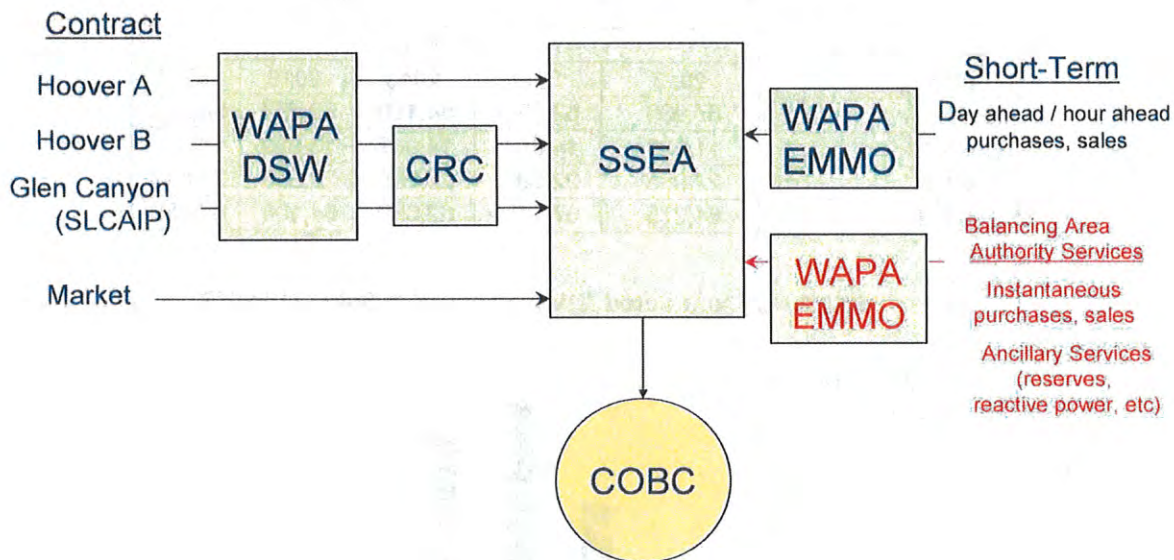 Contract
Hoover A
Hoover B
Glen Canyon
(SLCAIP)
Market
WAPA
DSW
CRC
SSEA
WAPA
EMMO
Short-Term
Day ahead / hour ahead
purchases, sales
WAPA
EMMO
Balancing Area
Authority Services
Instantaneous
purchases, sales
Ancillary Services
(reserves,
reactive power, etc)
COBC